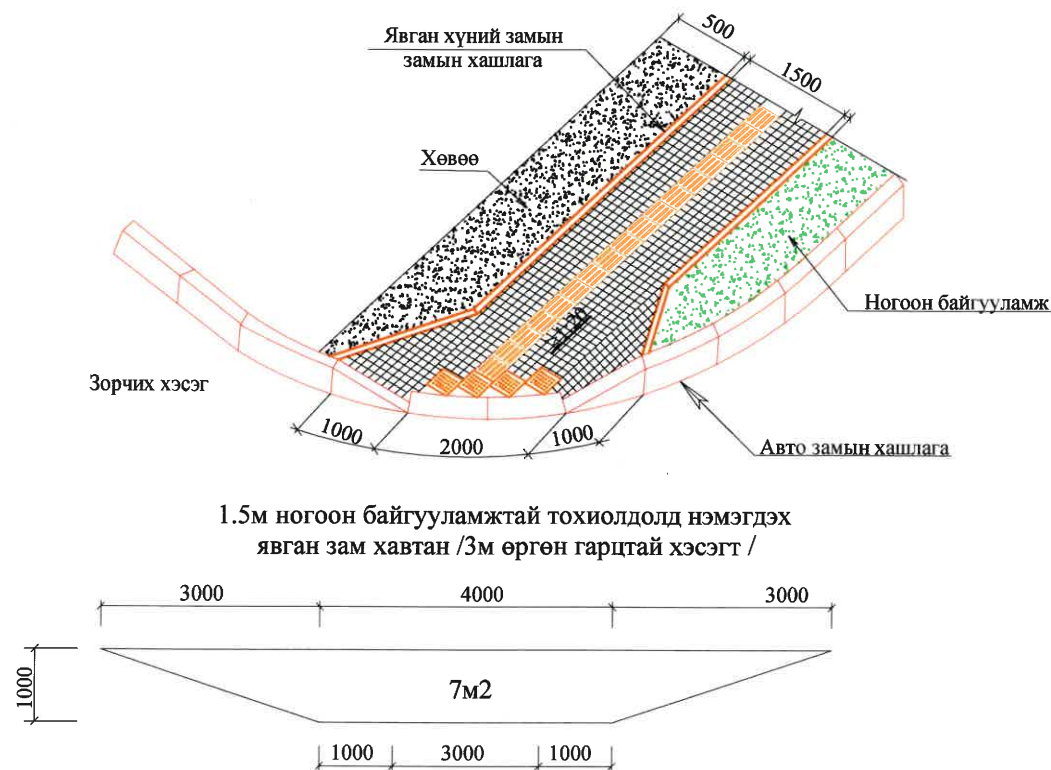 500
1500
Явган хүний замын
замын хашлага
Хөвөө
Ногоон байгууламж
Зорчих хэсэг
1000
2000
1000
Авто замын хашлага
1.5м ногоон байгууламжтай тохиолдолд нэмэгдэх
явган зам хавтан /3м өргөн гарцтай хэсэгт /
3000
4000
3000
1000
7м2
1000
3000
1000